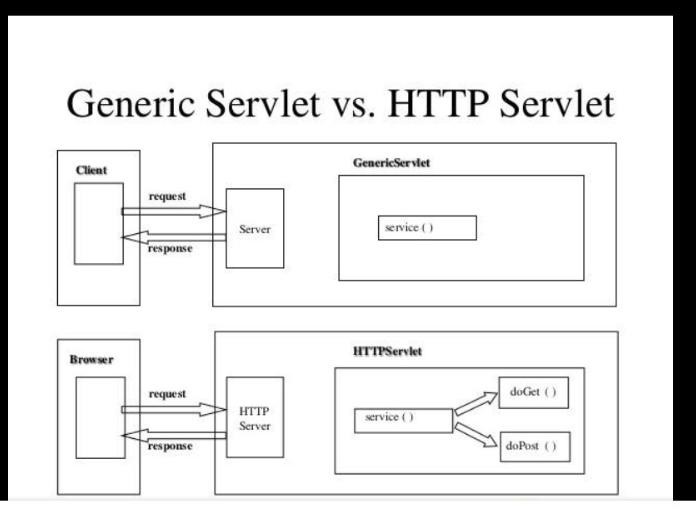 Generic Servlet vs. HTTP Servlet
Client
GenericServlet
request
Server
service ( )
response
Browser
HTTPServlet
request
HTTP
Server
service ( )
doGet ( )
response
doPost ( )